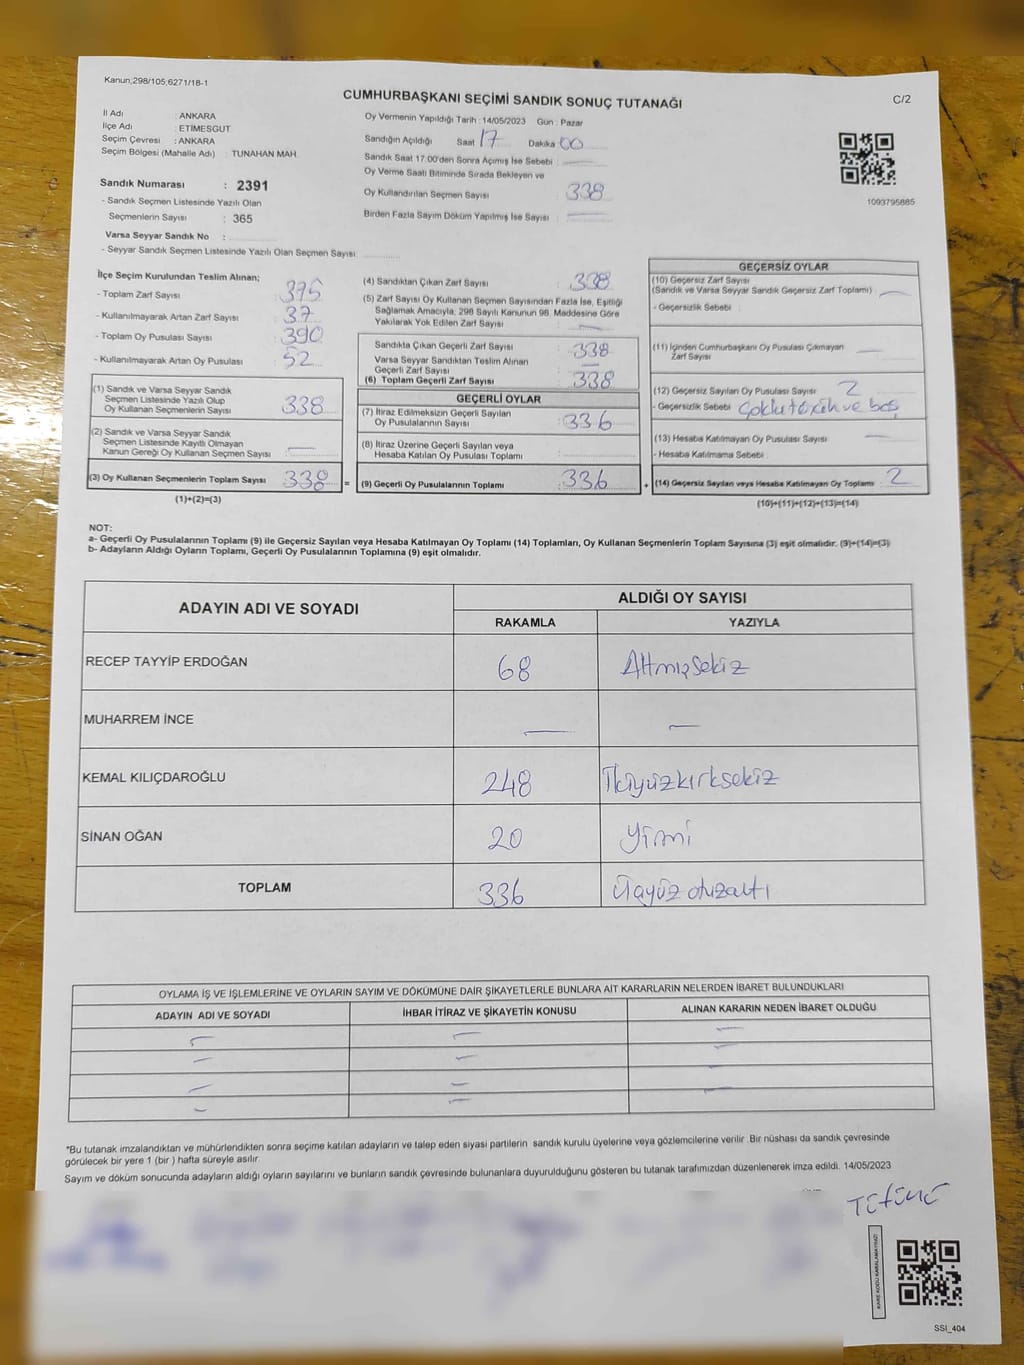 Kanun;298/105;6271/18-1
CUMHURBAŞKANI SEÇİMİ SANDIK SONUÇ TUTANAĞI
C/2
İl Adı : ANKARA
İlçe Adı : ETİMESGUT
Seçim Çevresi : ANKARA
Seçim Bölgesi (Mahalle Adı) : TUNAHAN MAH.
Sandık Numarası : 2391
- Sandık Seçmen Listesinde Yazılı Olan
Seçmenlerin Sayısı : 365
Varsa Seyyar Sandık No :
- Seyyar Sandık Seçmen Listesinde Yazılı Olan Seçmen Sayısı:
Oy Vermenin Yapıldığı Tarih : 14/05/2023 Gün : Pazar
Sandığın Açıldığı Saat 17 Dakika 00
Sandık Saat 17.00'den Sonra Açmış İse Sebebi :
Oy Verme Saati Bitiminde Sırada Bekleyen ve
Oy Kullandırılan Seçmen Sayısı : 338
Birden Fazla Sayım Döküm Yapılmış İse Sayısı :
1003795885
İlçe Seçim Kurulundan Teslim Alınan;
- Toplam Zarf Sayısı : 375
- Kullanılmayarak Artan Zarf Sayısı : 37
- Toplam Oy Pusulası Sayısı : 390
- Kullanılmayarak Artan Oy Pusulası : 52
(1) Sandık ve Varsa Seyyar Sandık
Seçmen Listesinde Yazılı Olup
Oy Kullanan Seçmenlerin Sayısı : 338
(2) Sandık ve Varsa Seyyar Sandık
Seçmen Listesinde Kayıtlı Olmayan
Kanun Gereği Oy Kullanan Seçmen Sayısı : —
(3) Oy Kullanan Seçmenlerin Toplam Sayısı : 338 =
(1)+(2)=(3)
(4) Sandıktan Çıkan Zarf Sayısı : 338
(5) Zarf Sayısı Oy Kullanan Seçmen Sayısından Fazla İse, Eşitliği
Sağlamak Amacıyla, 298 Sayılı Kanunun 98. Maddesine Göre
Yakılarak Yok Edilen Zarf Sayısı : —
Sandıkta Çıkan Geçerli Zarf Sayısı : 338
Varsa Seyyar Sandıktan Teslim Alınan
Geçerli Zarf Sayısı : —
(6) Toplam Geçerli Zarf Sayısı : 338
GEÇERLİ OYLAR
(7) İtiraz Edilmeksizin Geçerli Sayılan
Oy Pusulalarının Sayısı : 336
(8) İtiraz Üzerine Geçerli Sayılan veya
Hesaba Katılan Oy Pusulası Toplamı :
(9) Geçerli Oy Pusulalarının Toplamı : 336 +
GEÇERSİZ OYLAR
(10) Geçersiz Zarf Sayısı
(Sandık ve Varsa Seyyar Sandık Geçersiz Zarf Toplamı) : —
- Geçersizlik Sebebi :
(11) İçinden Cumhurbaşkanı Oy Pusulası Çıkmayan
Zarf Sayısı : —
(12) Geçersiz Sayılan Oy Pusulası Sayısı : 2
- Geçersizlik Sebebi : ve boş
(13) Hesaba Katılmayan Oy Pusulası Sayısı : —
- Hesaba Katılmama Sebebi :
(14) Geçersiz Sayılan veya Hesaba Katılmayan Oy Toplamı : 2
(10)+(11)+(12)+(13)=(14)
NOT:
a- Geçerli Oy Pusulalarının Toplamı (9) ile Geçersiz Sayılan veya Hesaba Katılmayan Oy Toplamı (14) Toplamları, Oy Kullanan Seçmenlerin Toplam Sayısına (3) eşit olmalıdır. (9)+(14)=(3)
b- Adayların Aldığı Oyların Toplamı, Geçerli Oy Pusulalarının Toplamına (9) eşit olmalıdır.
ADAYIN ADI VE SOYADI
ALDIĞI OY SAYISI
RAKAMLA YAZIYLA
RECEP TAYYİP ERDOĞAN 68 Altmışsekiz
MUHARREM İNCE — —
KEMAL KILIÇDAROĞLU 248 İkiyüzkırksekiz
SİNAN OĞAN 20 Yirmi
TOPLAM 336 Üçyüz otuzaltı
OYLAMA İŞ VE İŞLEMLERİNE VE OYLARIN SAYIM VE DÖKÜMÜNE DAİR ŞİKAYETLERLE BUNLARA AİT KARARLARIN NELERDEN İBARET BULUNDUKLARI
ADAYIN ADI VE SOYADI İHBAR İTİRAZ VE ŞİKAYETİN KONUSU ALINAN KARARIN NEDEN İBARET OLDUĞU
— — —
— — —
— — —
— — —
*Bu tutanak imzalandıktan ve mühürlendikten sonra seçime katılan adayların ve talep eden siyasi partilerin sandık kurulu üyelerine veya gözlemcilerine verilir. Bir nüshası da sandık çevresinde
görülecek bir yere 1 (bir ) hafta süreyle asılır.
Sayım ve döküm sonucunda adayların aldığı oyların sayılarını ve bunların sandık çevresinde bulunanlara duyurulduğunu gösteren bu tutanak tarafımızdan düzenlenerek imza edildi. 14/05/2023
KARE KODU KARALAMAYINIZ!
SSI_404